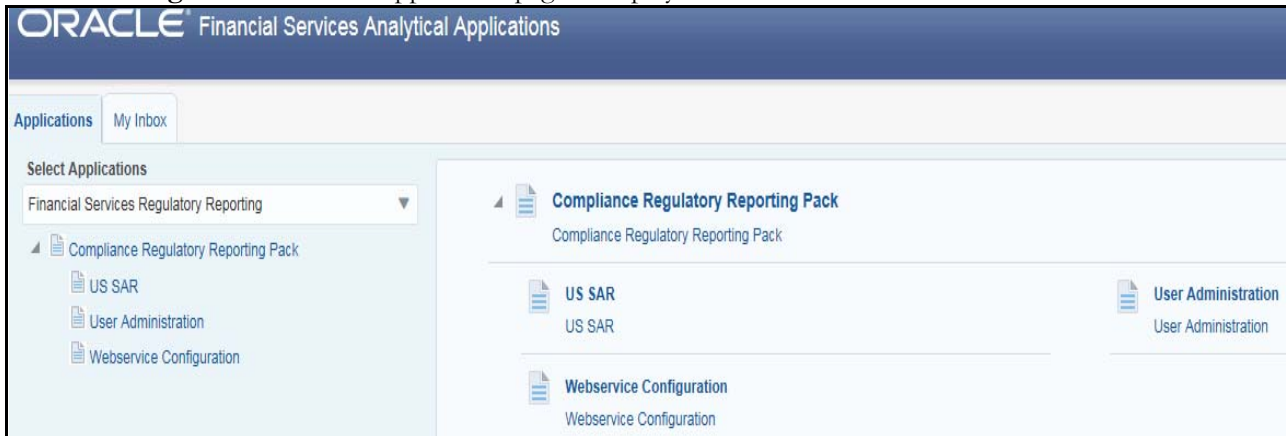 ORACLE Financial Services Analytical Applications
Applications My Inbox
Select Applications
Financial Services Regulatory Reporting
Compliance Regulatory Reporting Pack
US SAR
User Administration
Webservice Configuration
Compliance Regulatory Reporting Pack
Compliance Regulatory Reporting Pack
US SAR
US SAR
User Administration
User Administration
Webservice Configuration
Webservice Configuration